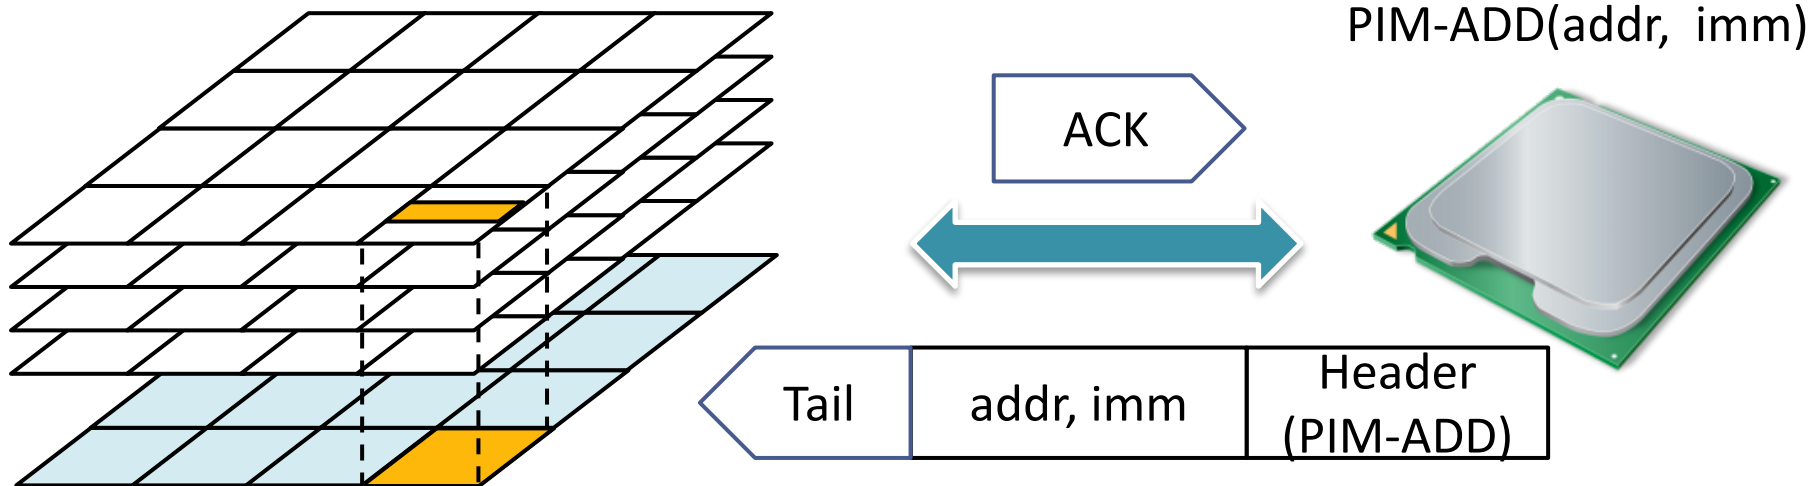 PIM-ADD(addr, imm)
ACK
Tail
addr, imm
Header
(PIM-ADD)